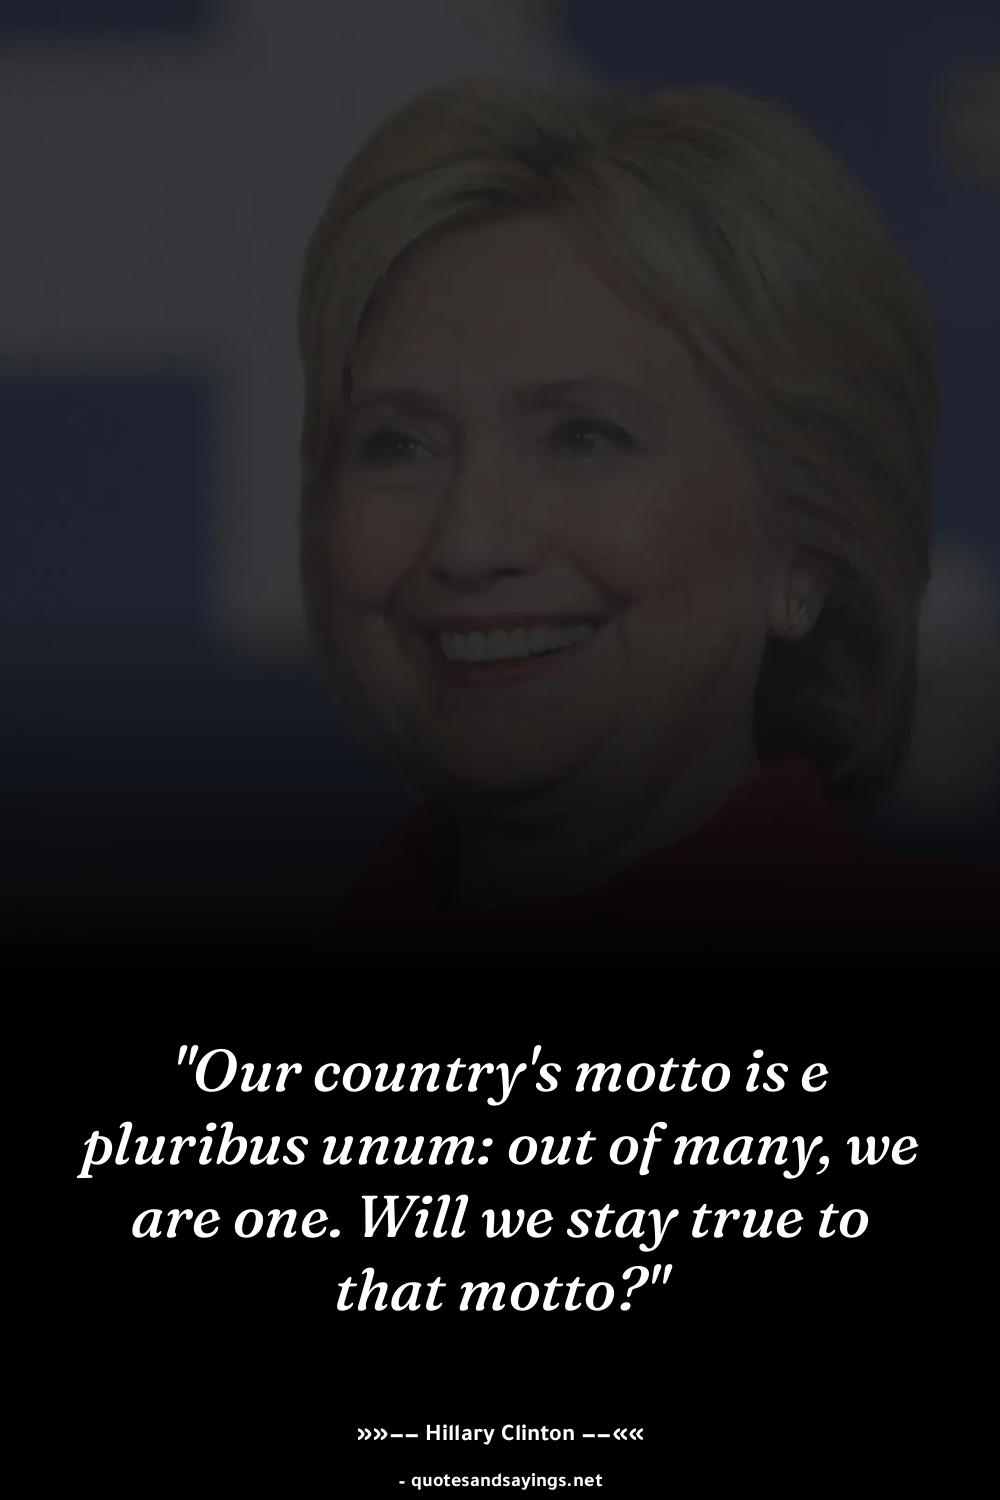 "Our country's motto is e
pluribus unum: out of many, we
are one. Will we stay true to
that motto?"
»»−− Hillary Clinton −−««
- quotesandsayings.net